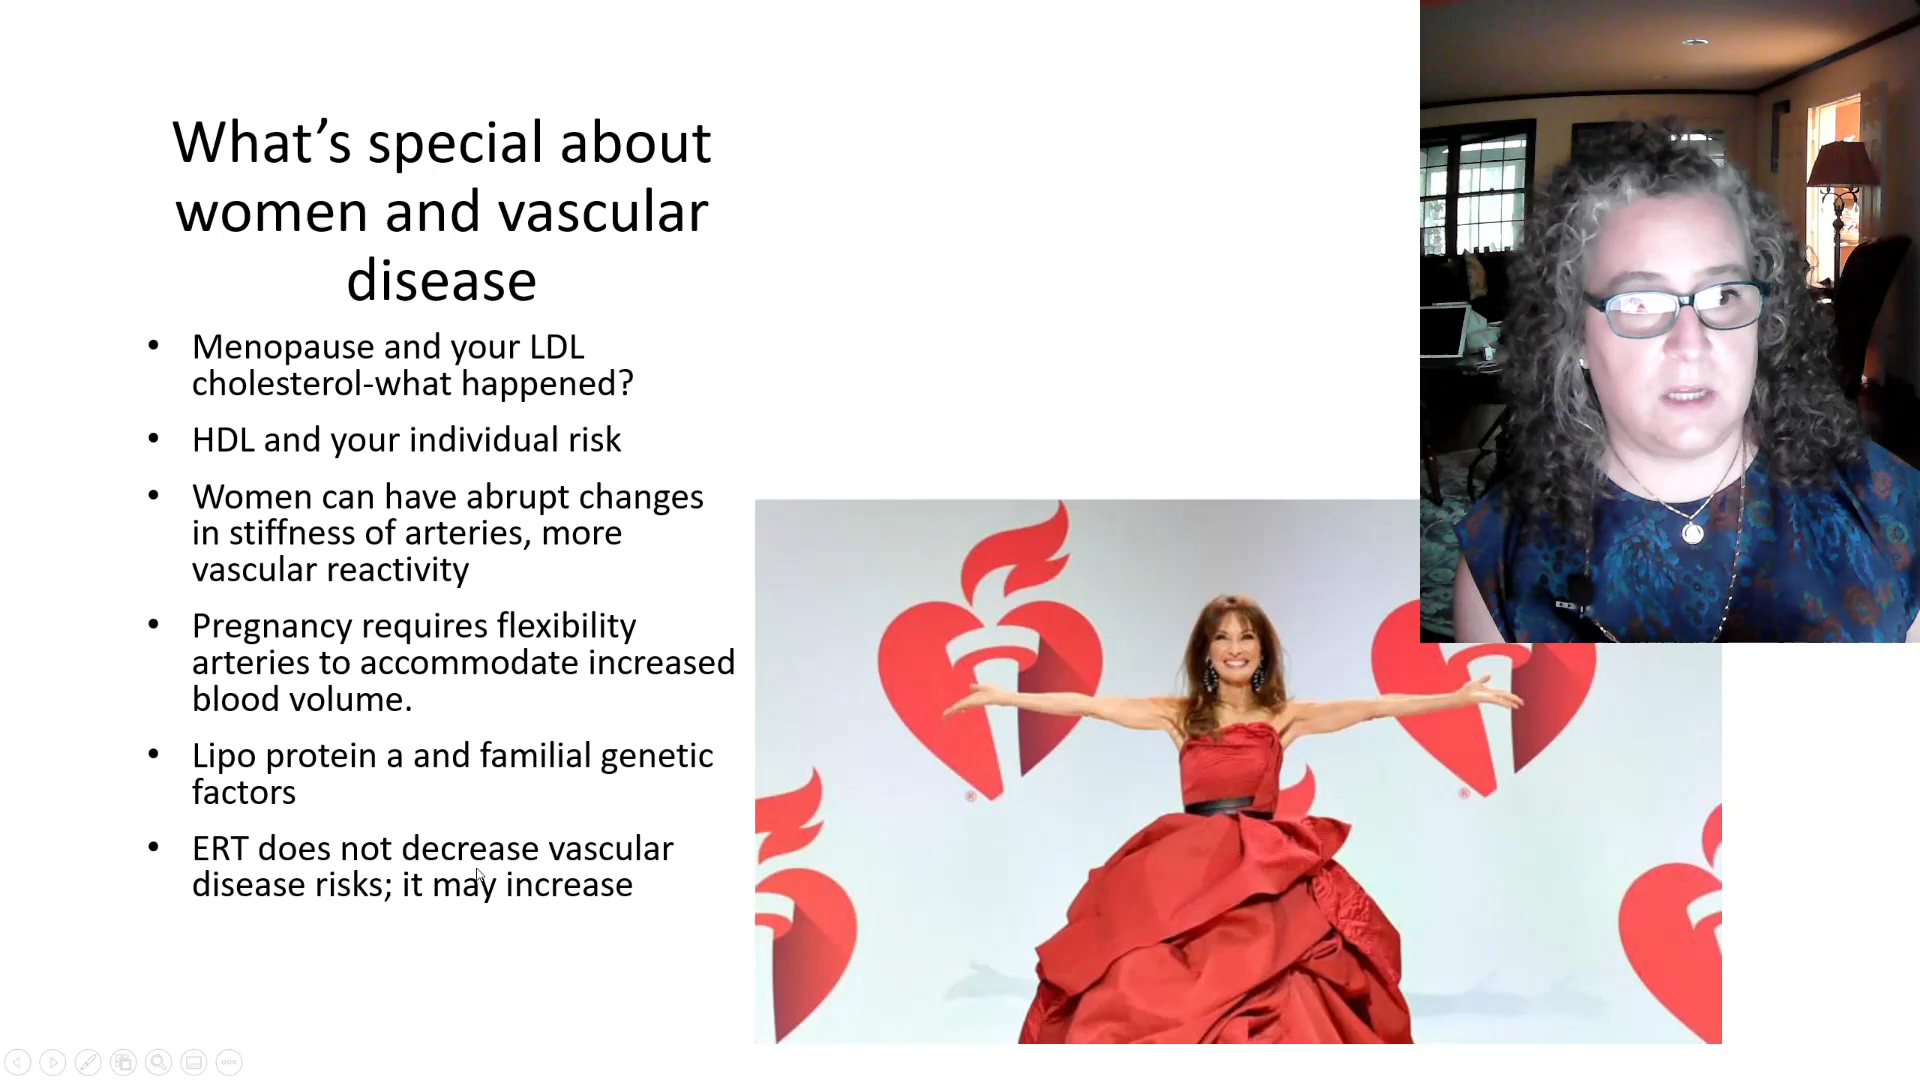 What’s special about
women and vascular
disease
• Menopause and your LDL
cholesterol-what happened?
• HDL and your individual risk
• Women can have abrupt changes
in stiffness of arteries, more
vascular reactivity
• Pregnancy requires flexibility
arteries to accommodate increased
blood volume.
• Lipo protein a and familial genetic
factors
• ERT does not decrease vascular
disease risks; it may increase
®
®